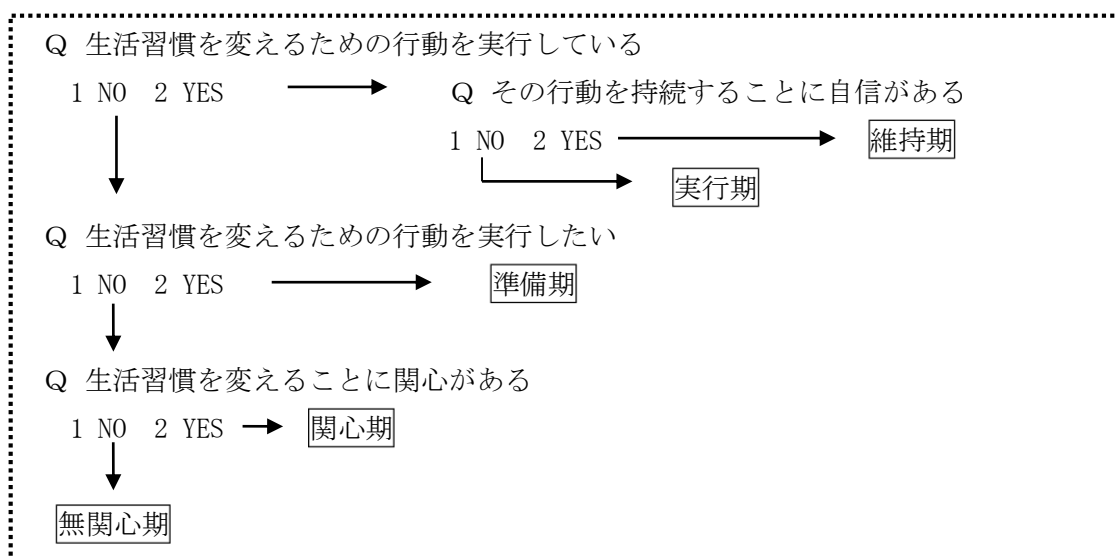 Q 生活習慣を変えるための行動を実行している
1 NO 2 YES
Q その行動を持続することに自信がある
1 NO 2 YES
維持期
実行期
Q 生活習慣を変えるための行動を実行したい
1 NO 2 YES
準備期
Q 生活習慣を変えることに関心がある
1 NO 2 YES
関心期
無関心期